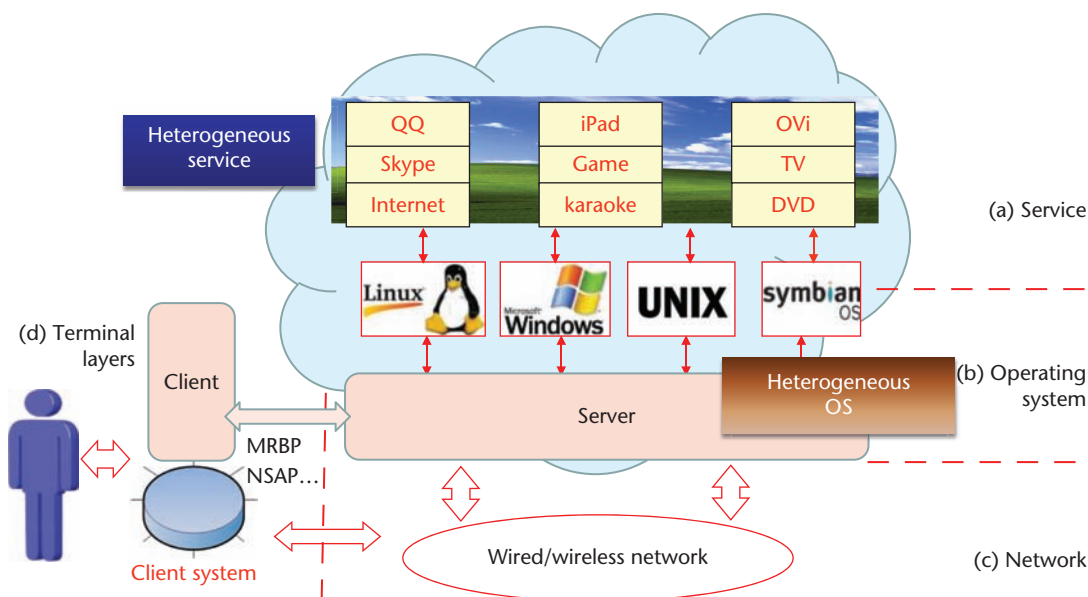 Heterogeneous
service
QQ
Skype
Internet
iPad
Game
karaoke
OVi
TV
DVD
(a) Service
Linux
Microsoft
Windows
UNIX
symbian
OS
(d) Terminal
layers
Client
Server
Heterogeneous
OS
(b) Operating
system
MRBP
NSAP…
Client system
Wired/wireless network
(c) Network